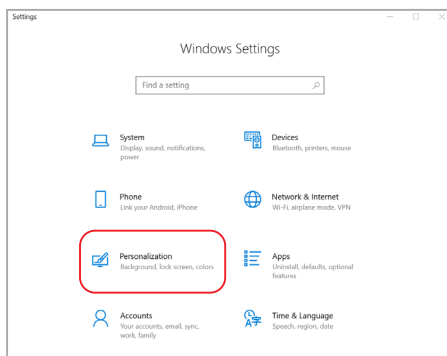 Settings
Windows Settings
Find a setting
System
Display, sound, notifications,
power
Devices
Bluetooth, printers, mouse
Phone
Link your Android, iPhone
Network & Internet
Wi-Fi, airplane mode, VPN
Personalization
Background, lock screen, colors
Apps
Uninstall, defaults, optional
features
Accounts
Your accounts, email, sync,
work, family
Time & Language
Speech, region, date